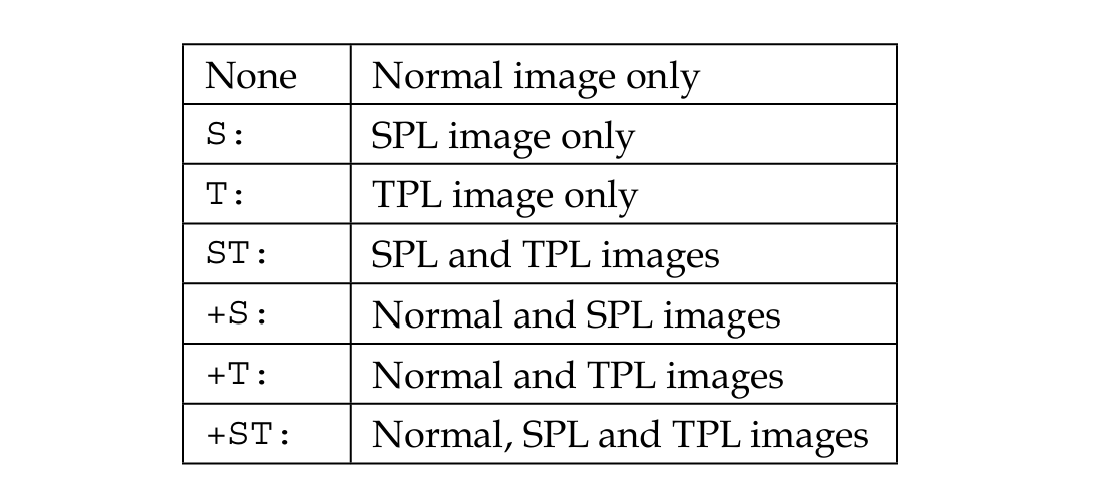 None Normal image only
S: SPL image only
T: TPL image only
ST: SPL and TPL images
+S: Normal and SPL images
+T: Normal and TPL images
+ST: Normal, SPL and TPL images